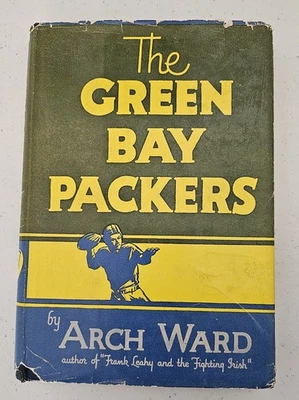 The
GREEN
BAY
PACKERS
by ARCH WARD
author of "Frank Leahy and the Fighting Irish"